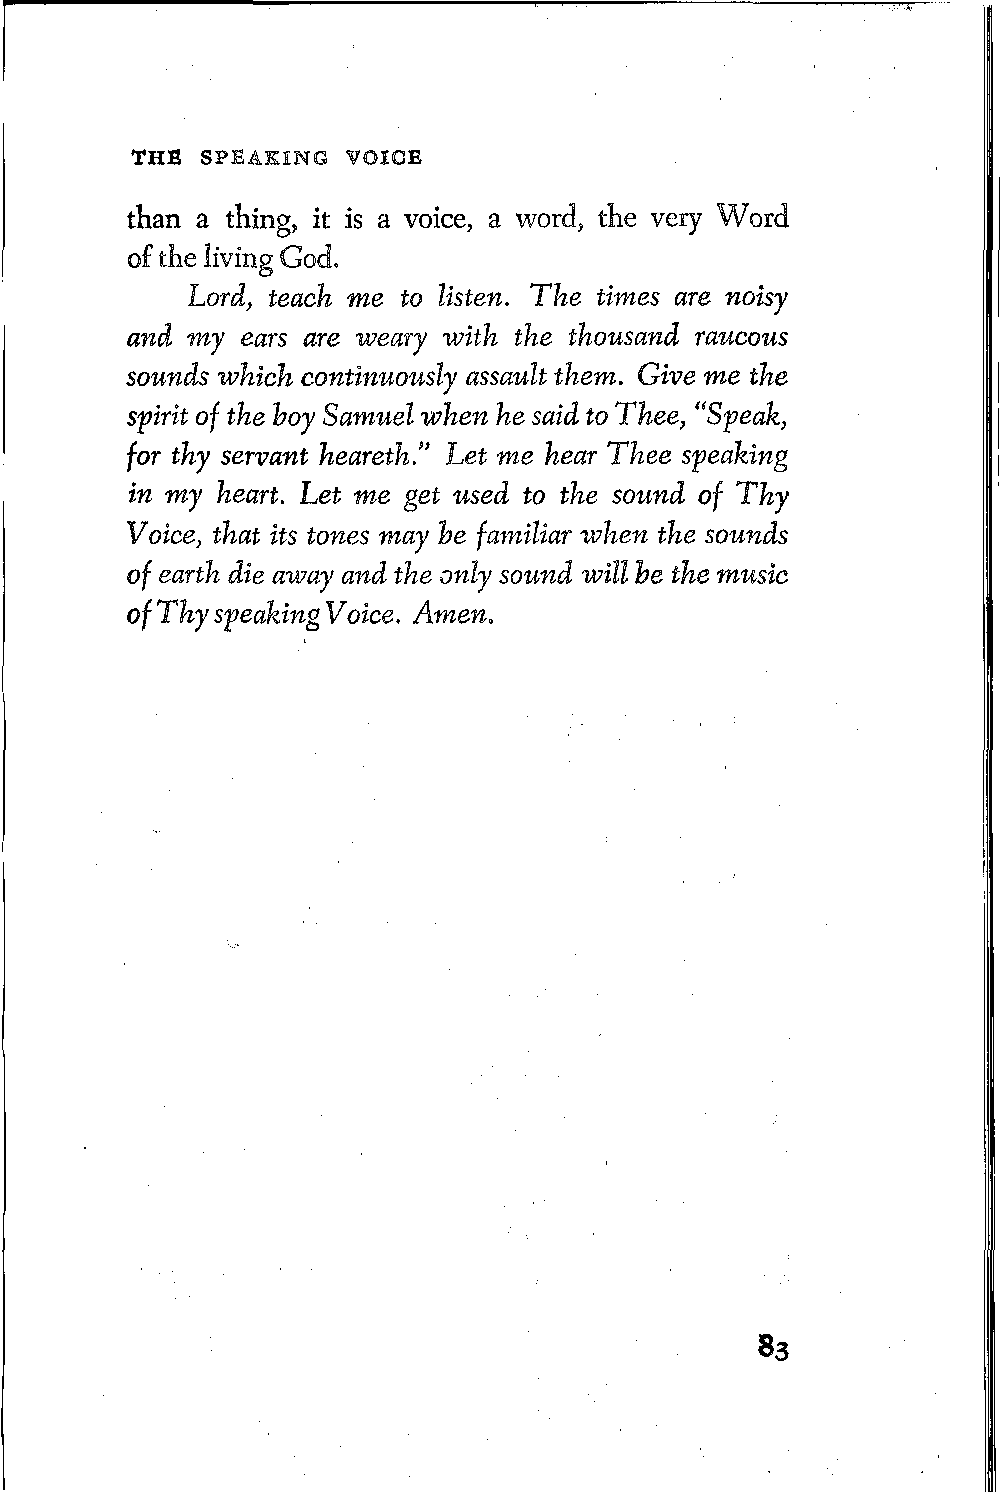 THE SPEAKING VOICE
than a thing, it is a voice, a word, the very Word
of the living God.
Lord, teach me to listen. The times are noisy
and my ears are weary with the thousand raucous
sounds which continuously assault them. Give me the
spirit of the boy Samuel when he said to Thee, “Speak,
for thy servant heareth.” Let me hear Thee speaking
in my heart. Let me get used to the sound of Thy
Voice, that its tones may be familiar when the sounds
of earth die away and the only sound will be the music
of Thy speaking Voice. Amen.
83